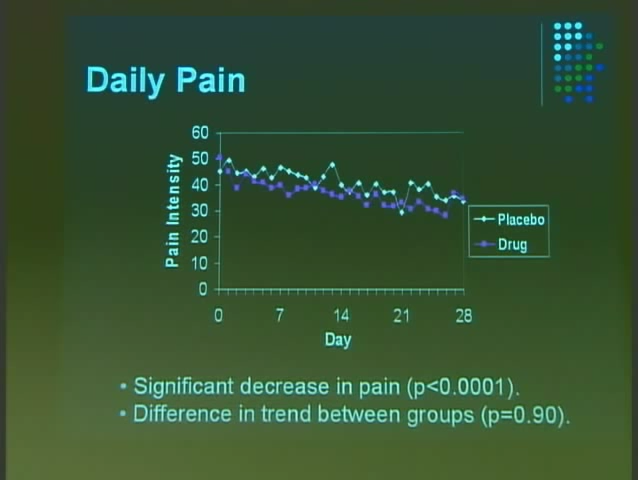 Daily Pain
60
50
40
30
20
10
0
Pain Intensity
0 7 14 21 28
Day
Placebo
Drug
• Significant decrease in pain (p<0.0001).
• Difference in trend between groups (p=0.90).